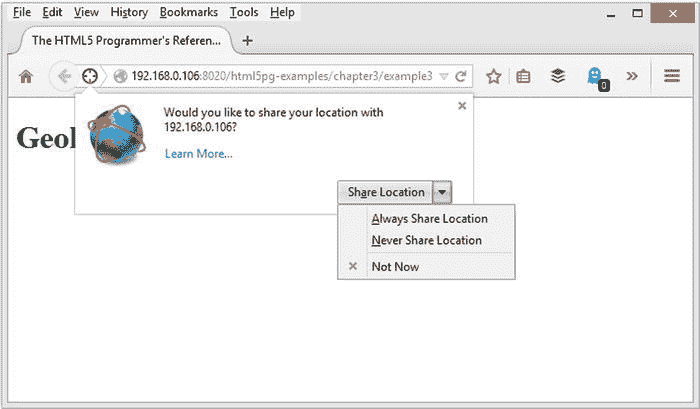 File Edit View History Bookmarks Tools Help
The HTML5 Programmer's Referen...
192.168.0.106:8020/html5pg-examples/chapter3/example3
0
Would you like to share your location with
192.168.0.106?
Geol
Learn More...
Share Location
Always Share Location
Never Share Location
Not Now